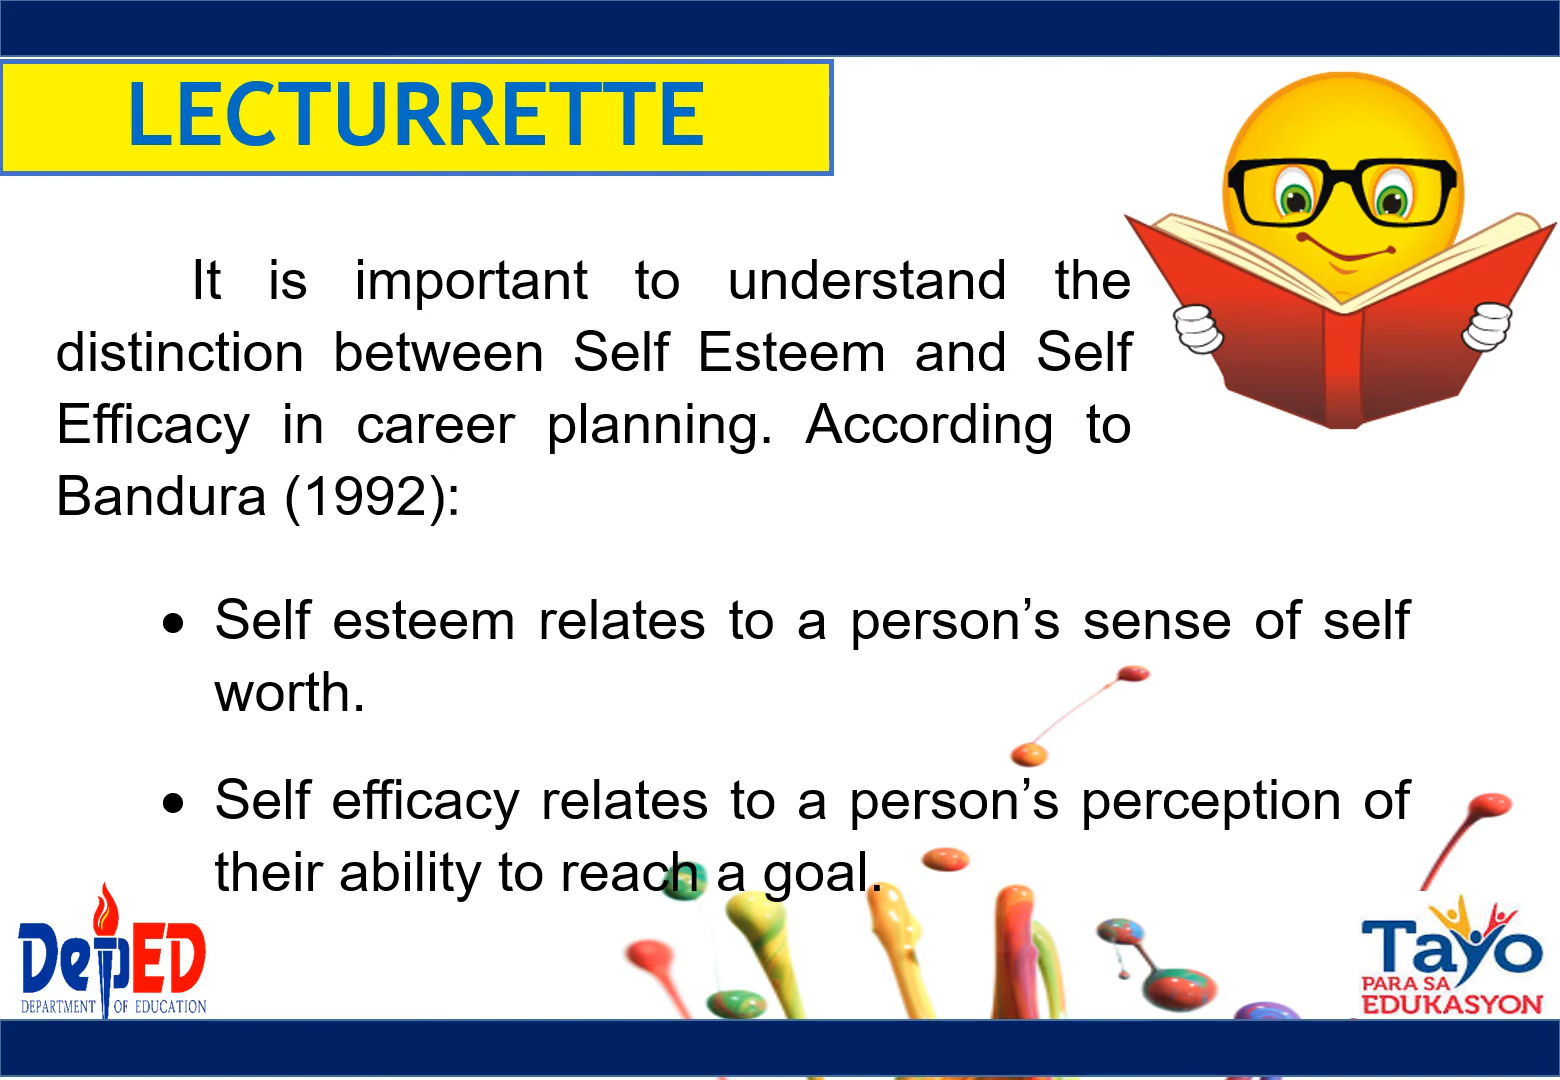 LECTURRETTE
It is important to understand the
distinction between Self Esteem and Self
Efficacy in career planning. According to
Bandura (1992):
• Self esteem relates to a person’s sense of self
worth.
• Self efficacy relates to a person’s perception of
their ability to reach a goal.
DepED
DEPARTMENT OF EDUCATION
Tayo
PARA SA
EDUKASYON